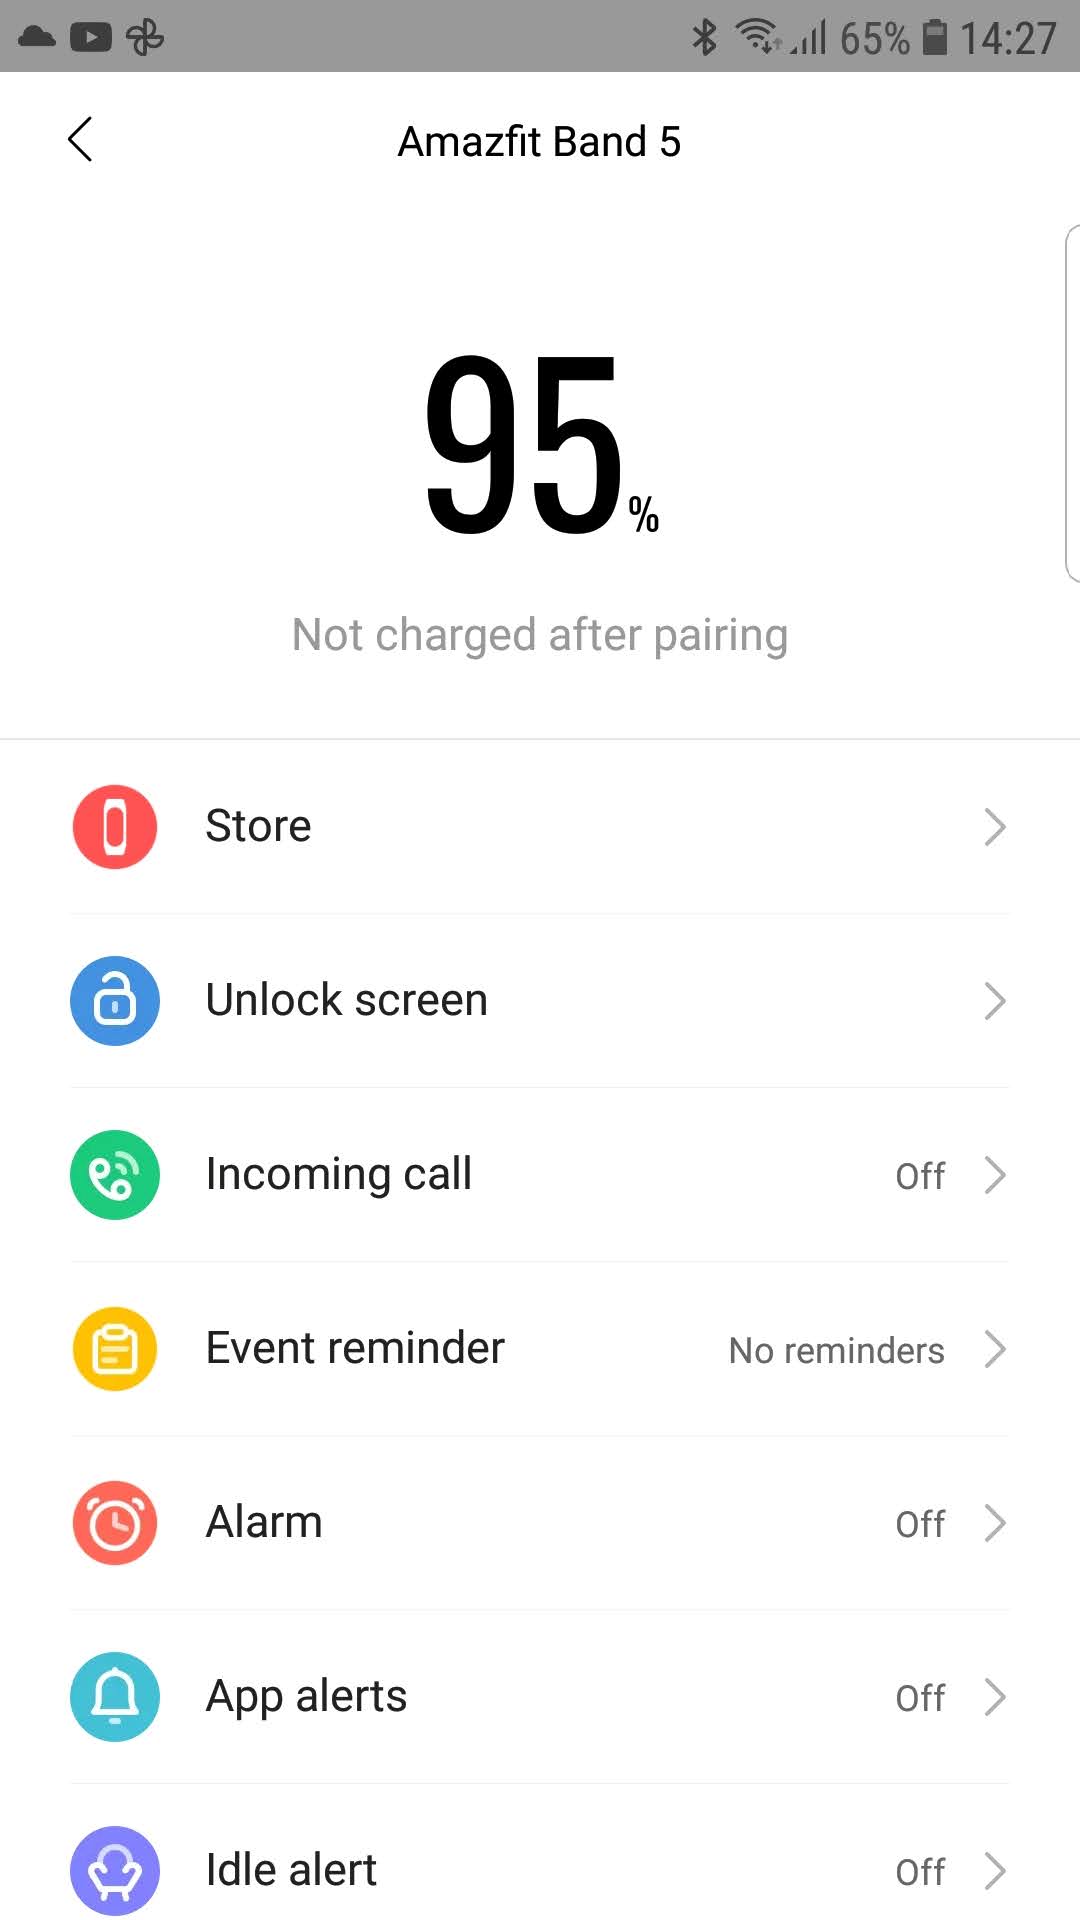 65% 14:27
Amazfit Band 5
95%
Not charged after pairing
Store
Unlock screen
Incoming call Off
Event reminder No reminders
Alarm Off
App alerts Off
Idle alert Off